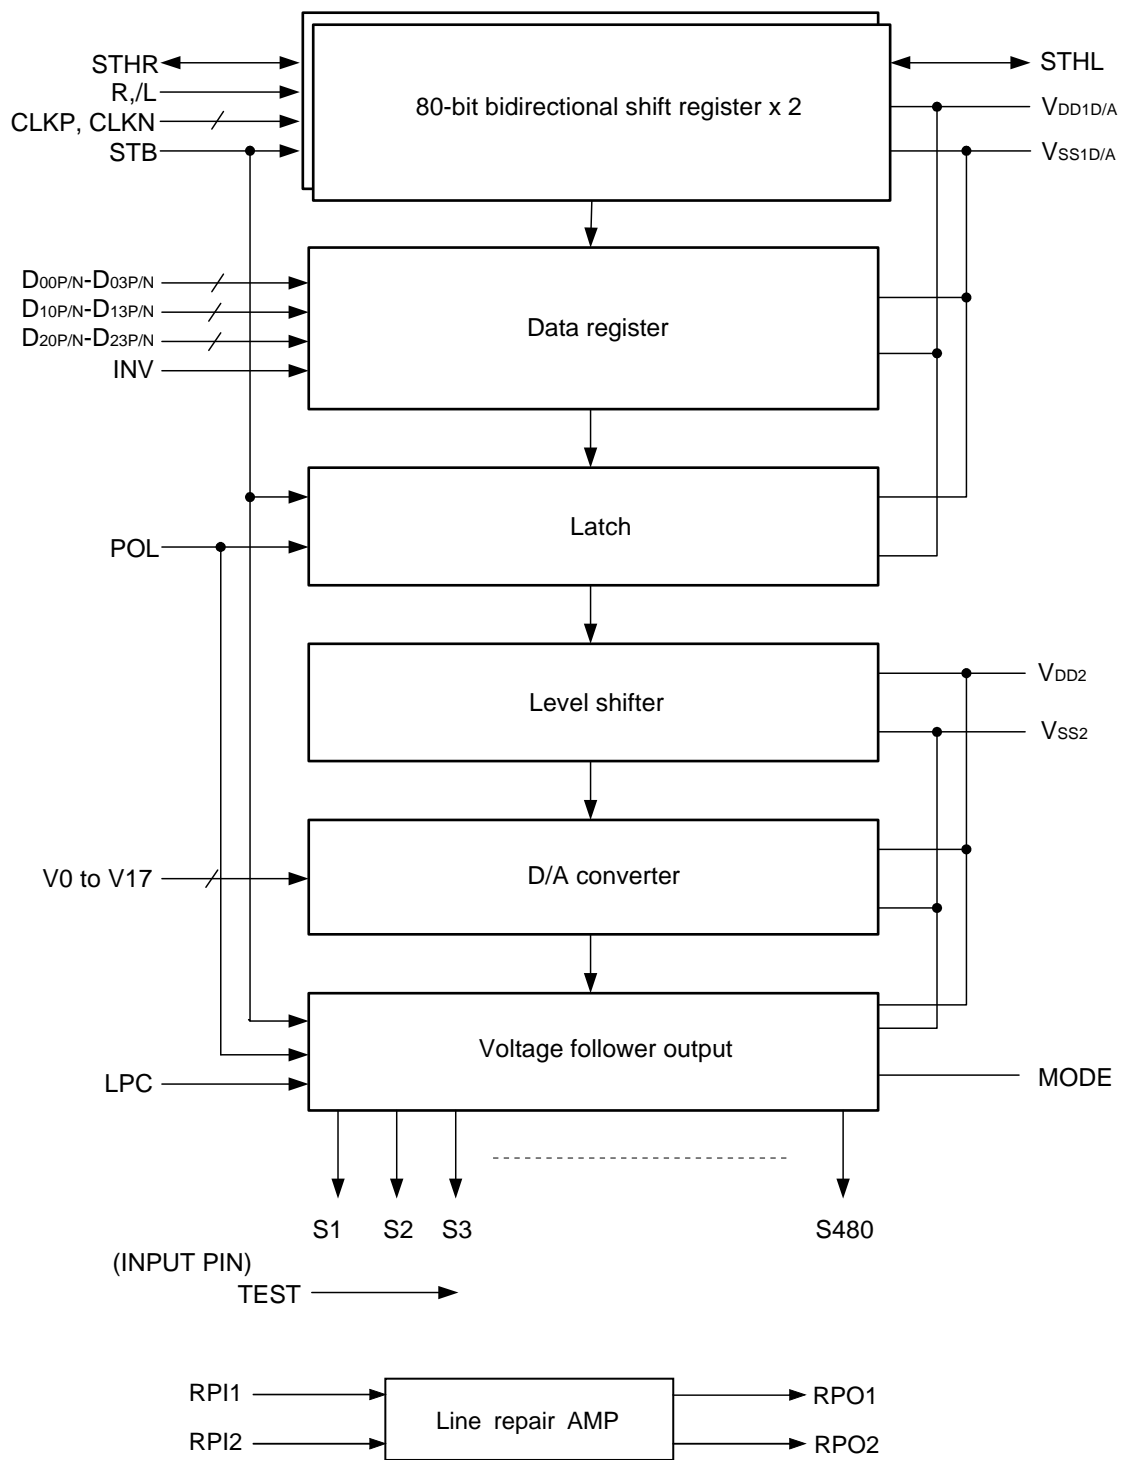 STHR
R,/L
CLKP, CLKN
STB
80-bit bidirectional shift register x 2
STHL
VDD1D/A
VSS1D/A
D00P/N-D03P/N
D10P/N-D13P/N
D20P/N-D23P/N
INV
Data register
POL
Latch
Level shifter
VDD2
VSS2
V0 to V17
D/A converter
LPC
Voltage follower output
MODE
S1 S2 S3 S480
(INPUT PIN)
TEST
RPI1
RPI2
Line repair AMP
RPO1
RPO2